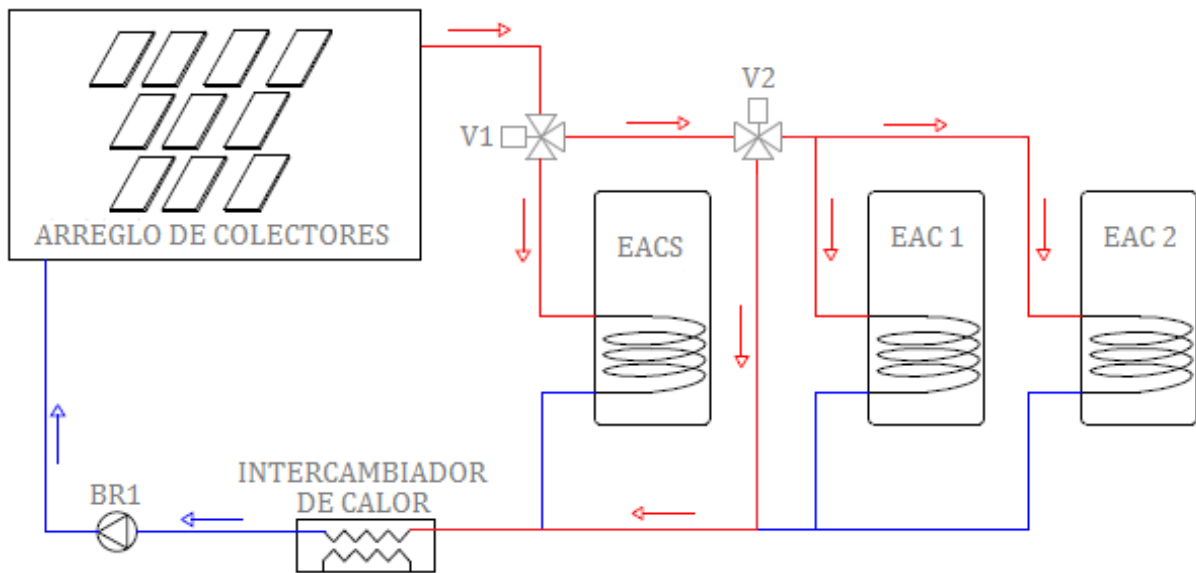 V2
V1
ARREGLO DE COLECTORES
EACS
EAC 1
EAC 2
INTERCAMBIADOR
DE CALOR
BR1